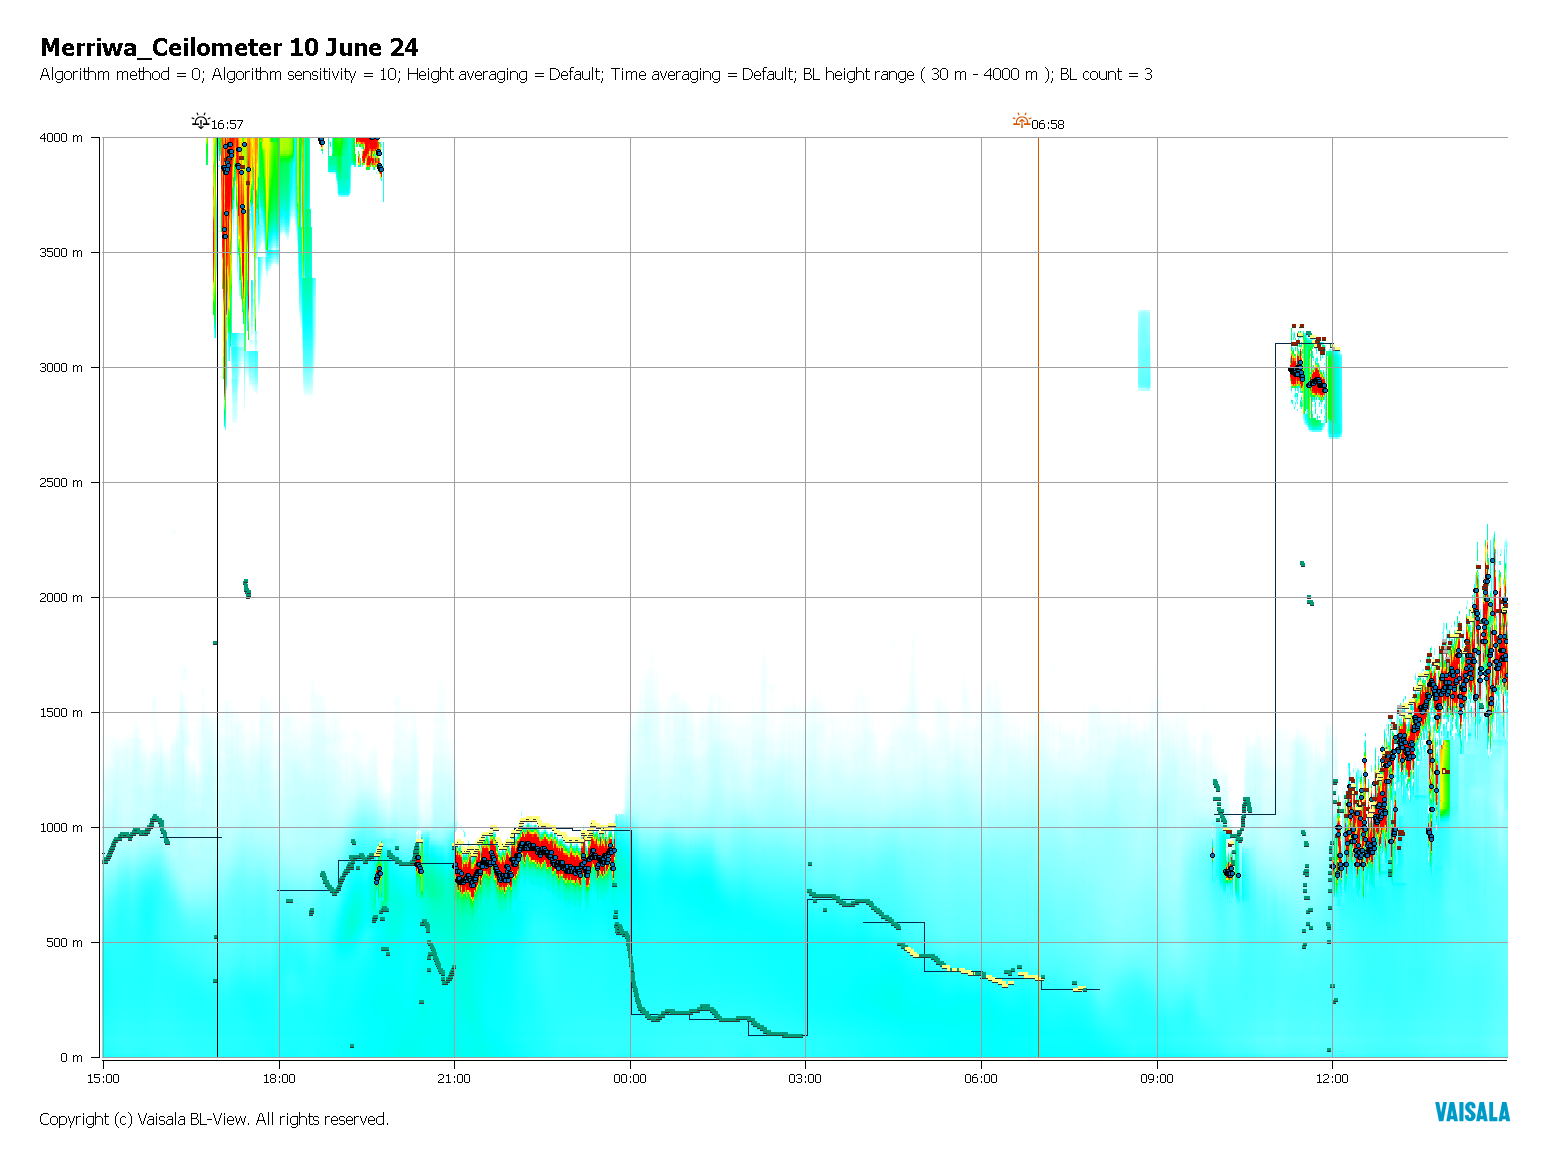 Merriwa_Ceilometer 10 June 24
Algorithm method = 0; Algorithm sensitivity = 10; Height averaging = Default; Time averaging = Default; BL height range ( 30 m - 4000 m ); BL count = 3
16:57
06:58
4000 m
3500 m
3000 m
2500 m
2000 m
1500 m
1000 m
500 m
0 m
15:00
18:00
21:00
00:00
03:00
06:00
09:00
12:00
Copyright (c) Vaisala BL-View. All rights reserved.
VAISALA